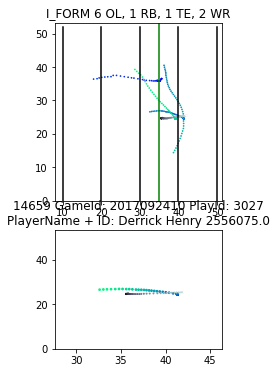 I_FORM 6 OL, 1 RB, 1 TE, 2 WR
50
40
30
20
10
0
10 20 30 40 50
14659 GameId: 2017092410 PlayId: 3027
PlayerName + ID: Derrick Henry 2556075.0
40
20
0
30 35 40 45